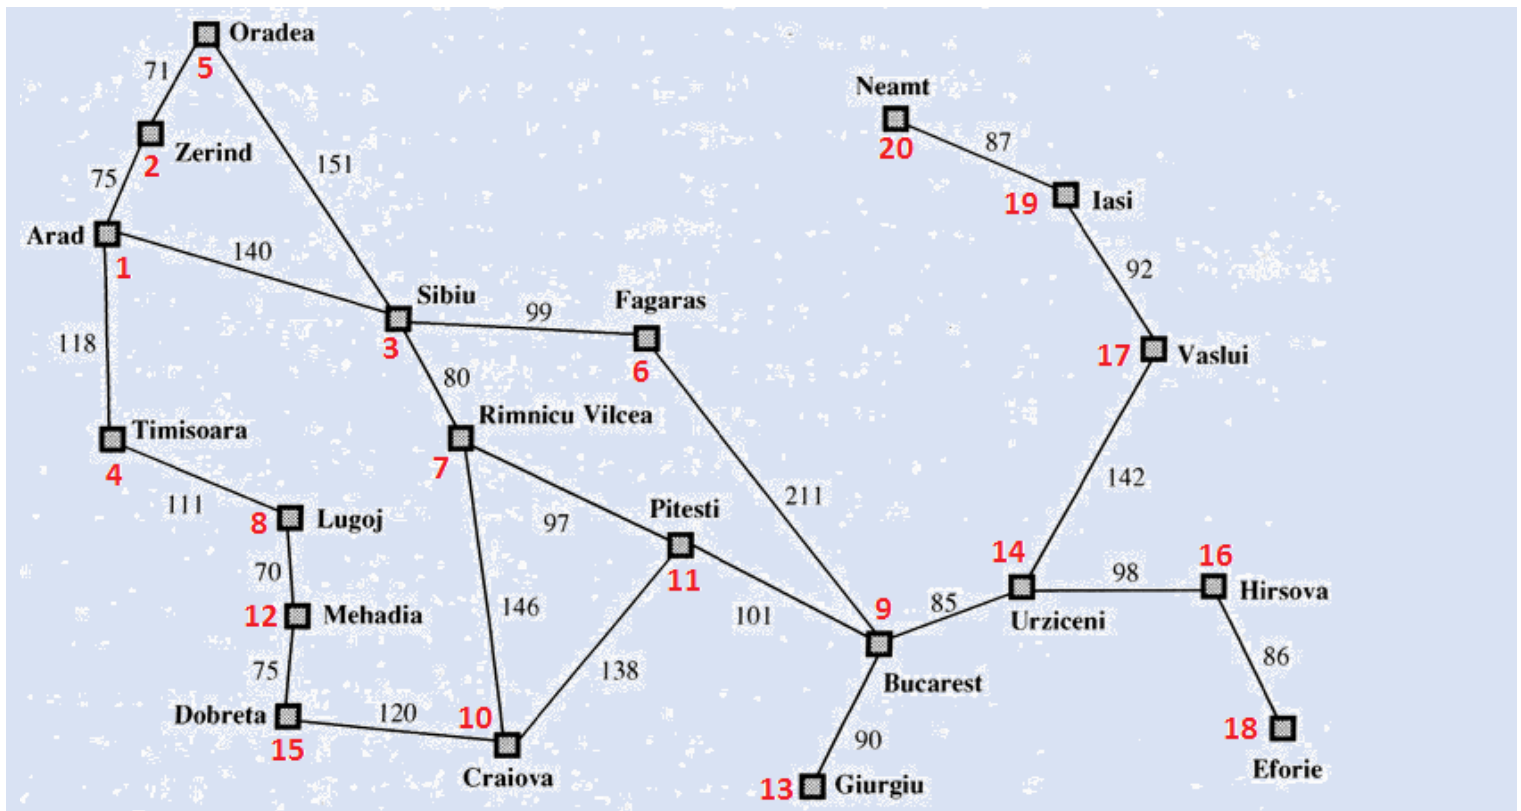 Oradea
5
71
Zerind
2
151
75
Arad
1
140
118
Sibiu
3
99
Fagaras
6
80
Rimnicu Vilcea
7
Timisoara
4
111
8
Lugoj
70
12
Mehadia
75
Dobreta
15
120
10
Craiova
146
97
Pitesti
11
138
101
211
9
Bucarest
90
13
Giurgiu
85
14
Urziceni
98
16
Hirsova
86
18
Eforie
142
17
Vaslui
92
19
Iasi
87
Neamt
20